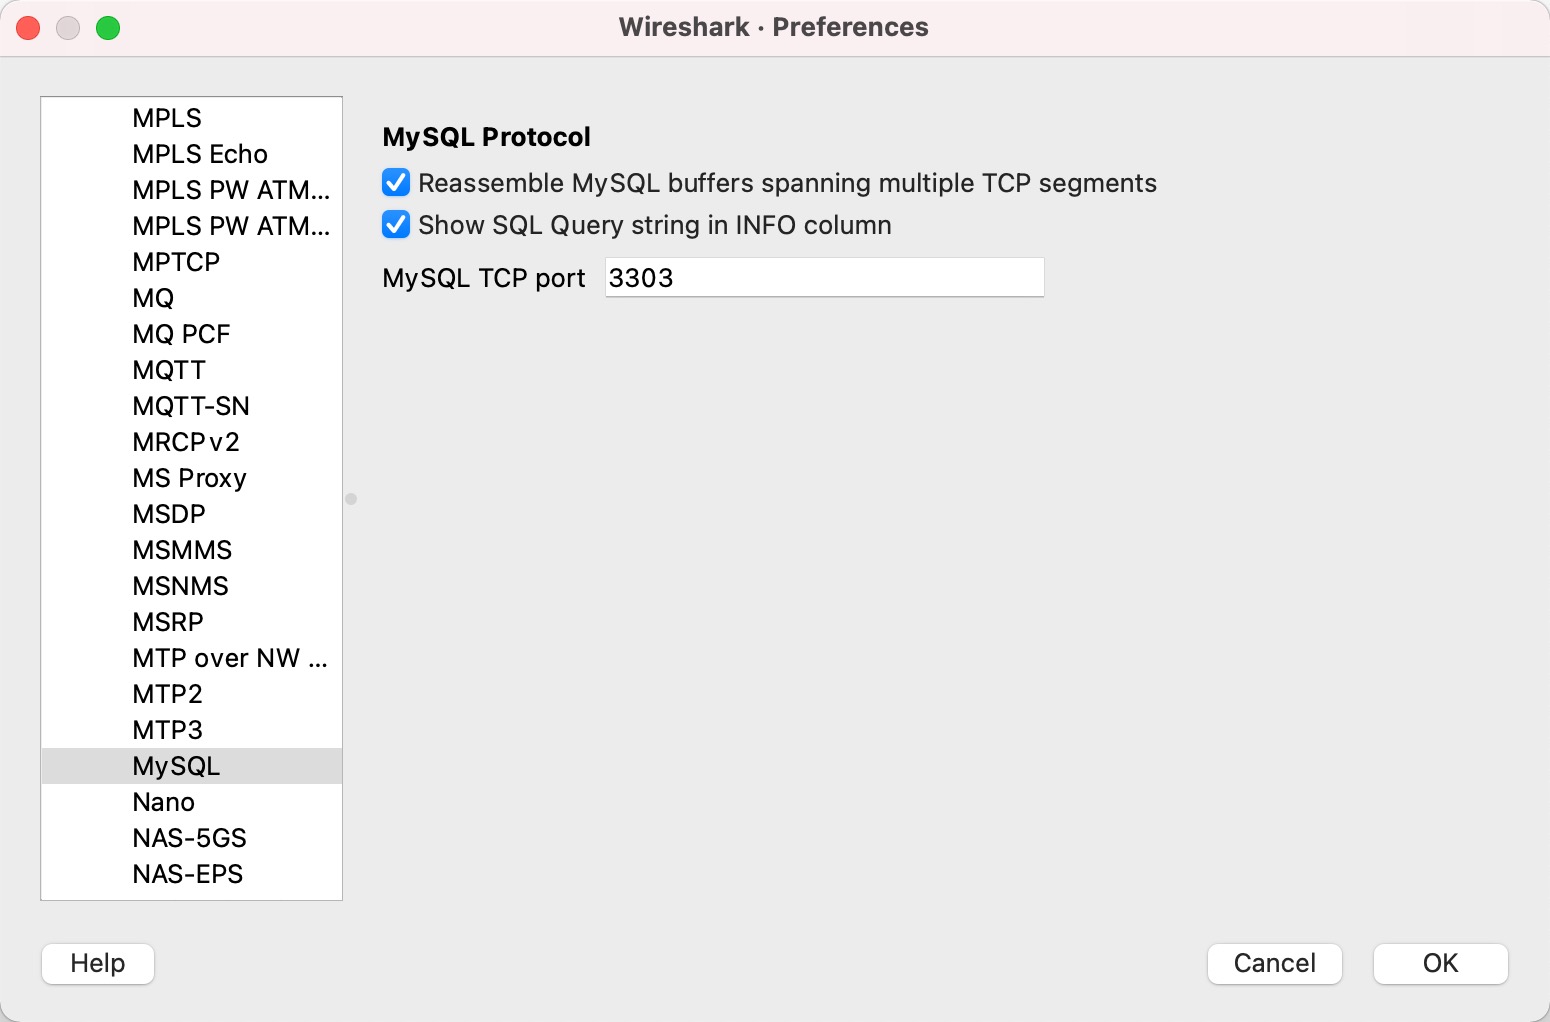 Wireshark · Preferences
MPLS
MPLS Echo
MPLS PW ATM...
MPLS PW ATM...
MPTCP
MQ
MQ PCF
MQTT
MQTT-SN
MRCPv2
MS Proxy
MSDP
MSMMS
MSNMS
MSRP
MTP over NW ...
MTP2
MTP3
MySQL
Nano
NAS-5GS
NAS-EPS
MySQL Protocol
Reassemble MySQL buffers spanning multiple TCP segments
Show SQL Query string in INFO column
MySQL TCP port 3303
Help
Cancel
OK